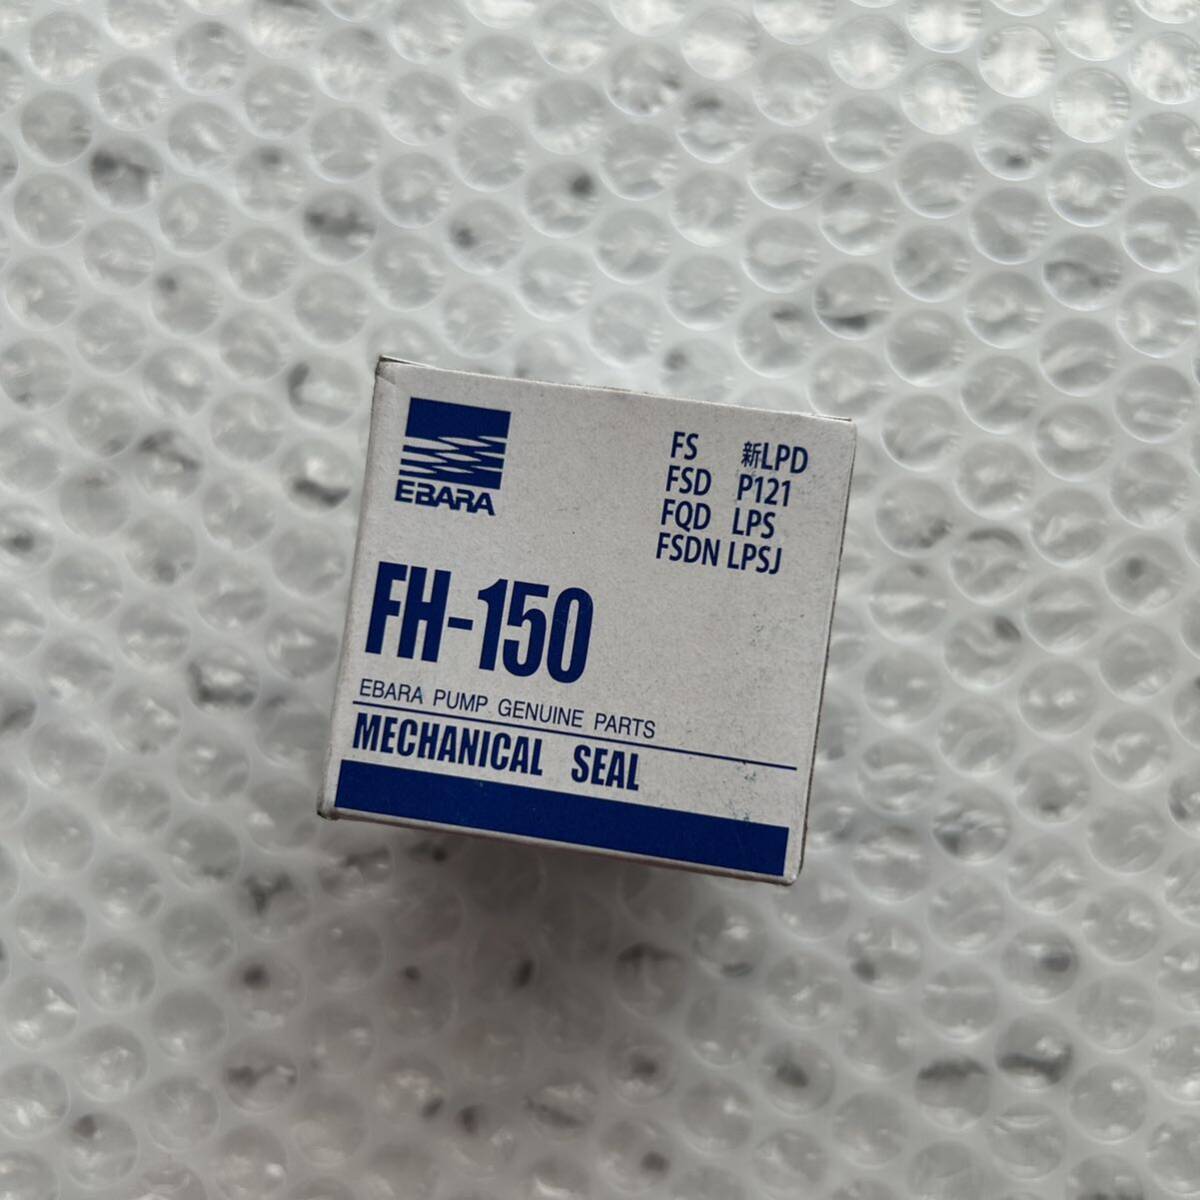 EBARA
FS 新LPD
FSD P121
FQD LPS
FSDN LPSJ
FH-150
EBARA PUMP GENUINE PARTS
MECHANICAL SEAL